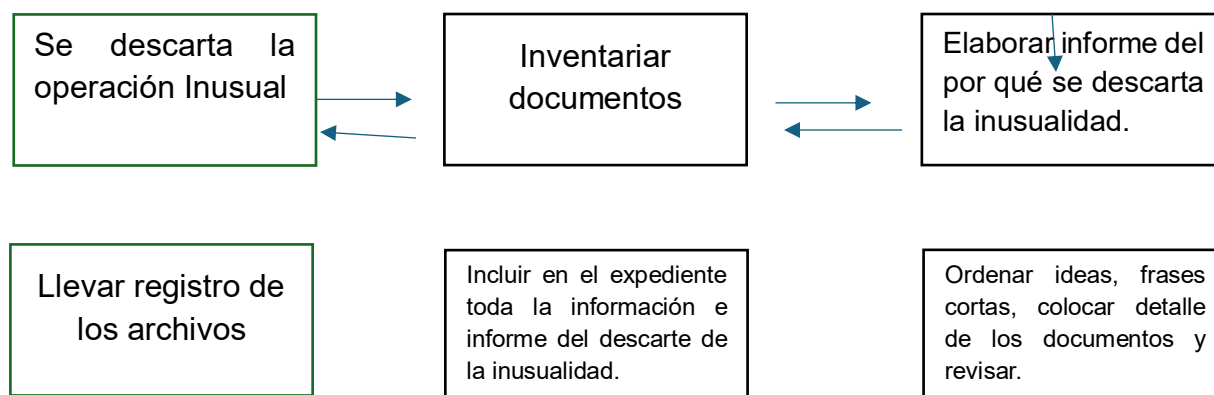 Se descarta la
operación Inusual
Inventariar
documentos
Elaborar informe del
por qué se descarta
la inusualidad.
Llevar registro de
los archivos
Incluir en el expediente
toda la información e
informe del descarte de
la inusualidad.
Ordenar ideas, frases
cortas, colocar detalle
de los documentos y
revisar.